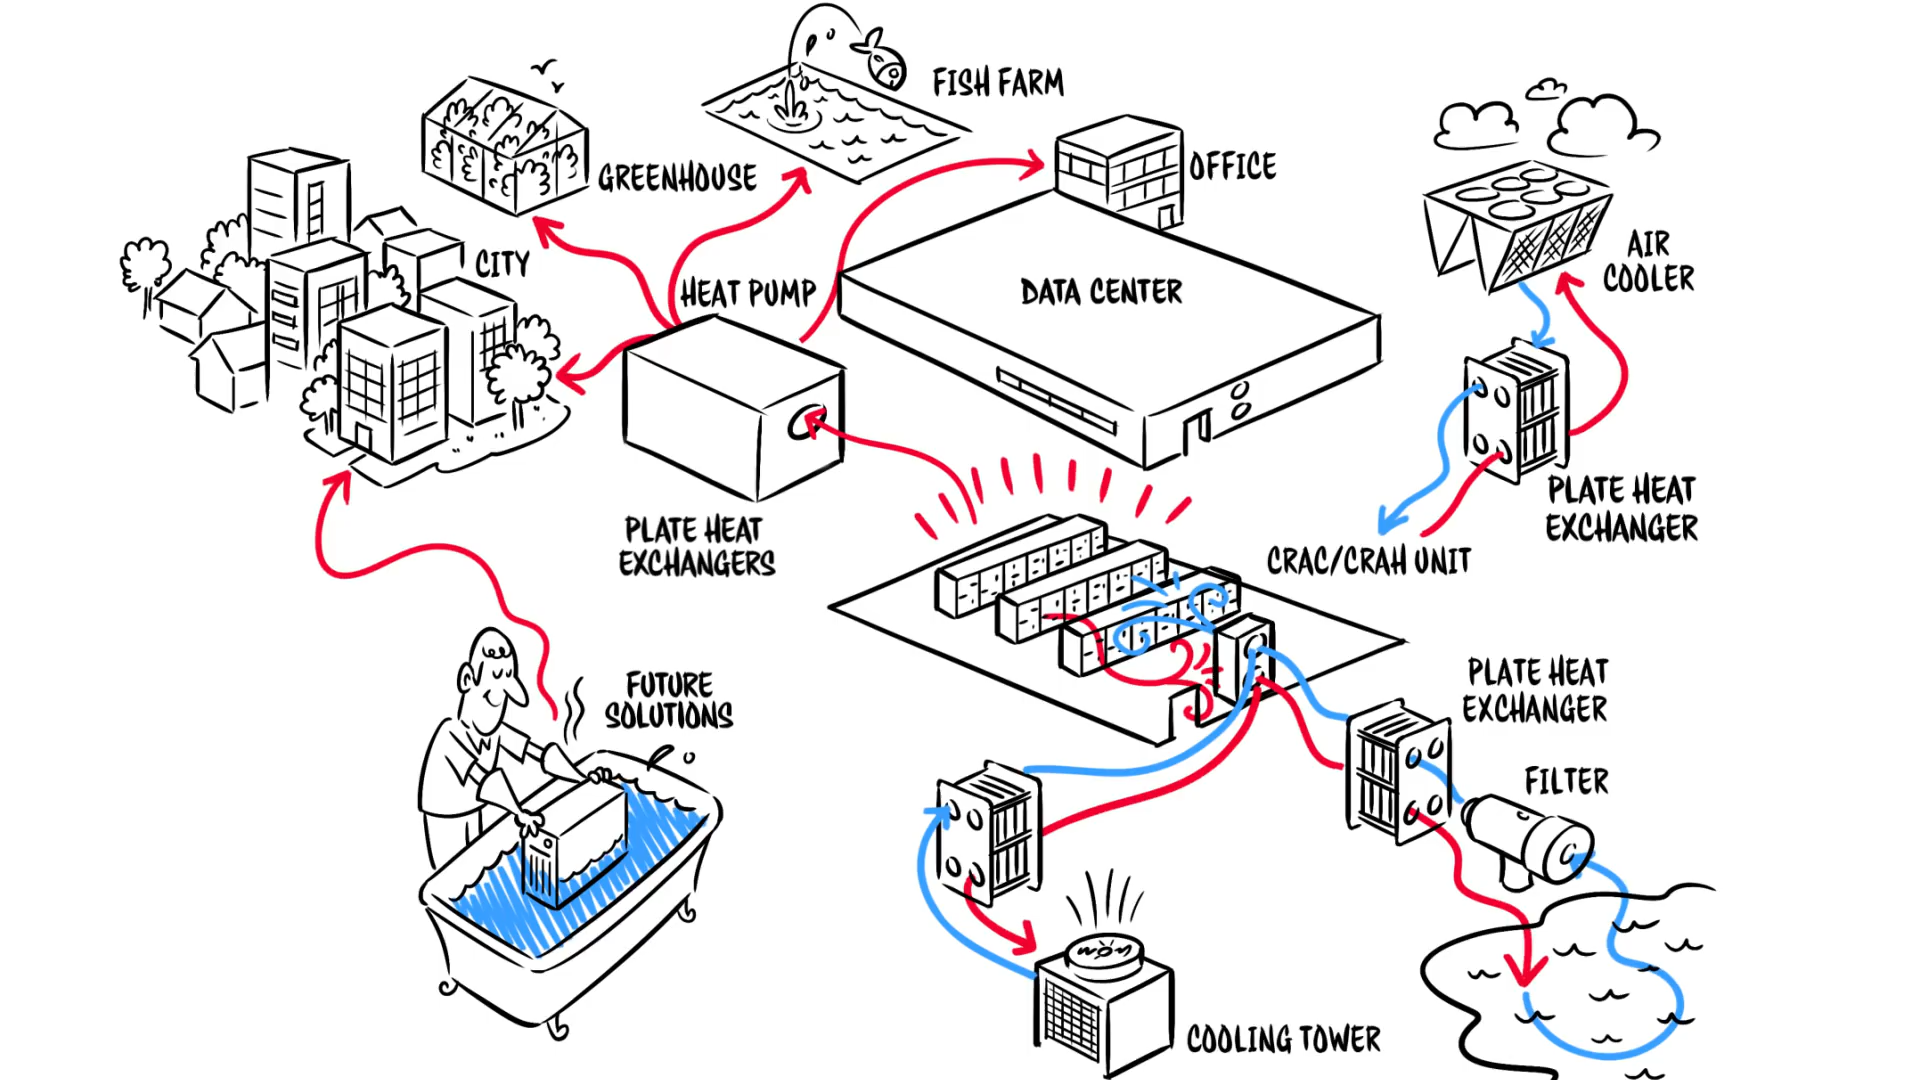 FISH FARM
GREENHOUSE
OFFICE
CITY
HEAT PUMP
DATA CENTER
AIR
COOLER
PLATE HEAT
EXCHANGER
PLATE HEAT
EXCHANGERS
CRAC/CRAH UNIT
FUTURE
SOLUTIONS
PLATE HEAT
EXCHANGER
FILTER
COOLING TOWER